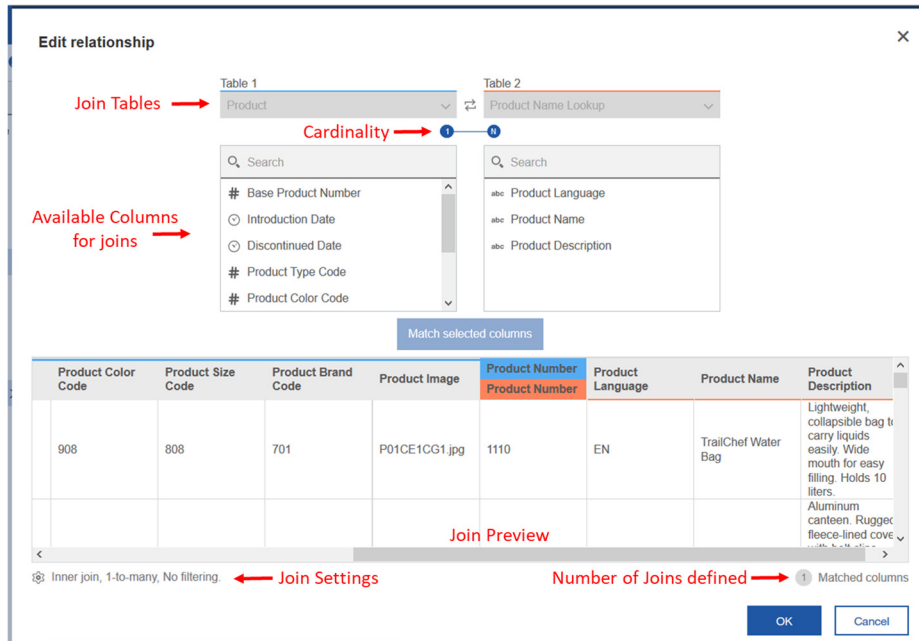 Edit relationship
Table 1
Table 2
Join Tables
Product
Product Name Lookup
Cardinality
1
N
Search
Search
Available Columns
for joins
Base Product Number
Introduction Date
Discontinued Date
Product Type Code
Product Color Code
abc Product Language
abc Product Name
abc Product Description
Match selected columns
Product Color
Code
Product Size
Code
Product Brand
Code
Product Image
Product Number
Product Number
Product
Language
Product Name
Product
Description
908
808
701
P01CE1CG1.jpg
1110
EN
TrailChef Water
Bag
Lightweight,
collapsible bag to
carry liquids
easily. Wide
mouth for easy
filling. Holds 10
liters.
Aluminum
canteen. Rugged
fleece-lined cove
Join Preview
Inner join, 1-to-many, No filtering.
Join Settings
Number of Joins defined
1 Matched columns
OK
Cancel